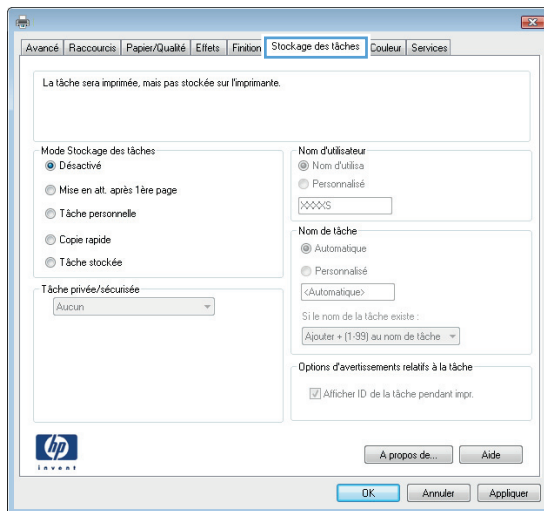 Avancé Raccourcis Papier/Qualité Effets Finition Stockage des tâches Couleur Services
La tâche sera imprimée, mais pas stockée sur l'imprimante.
Mode Stockage des tâches
Désactivé
Mise en att. après 1ère page
Tâche personnelle
Copie rapide
Tâche stockée
Tâche privée/sécurisée
Aucun
Nom d'utilisateur
Nom d'utilisa
Personnalisé
XXXXS
Nom de tâche
Automatique
Personnalisé
<Automatique>
Si le nom de la tâche existe :
Ajouter + (1-99) au nom de tâche
Options d'avertissements relatifs à la tâche
Afficher ID de la tâche pendant impr.
hp
invent
A propos de... Aide
OK Annuler Appliquer